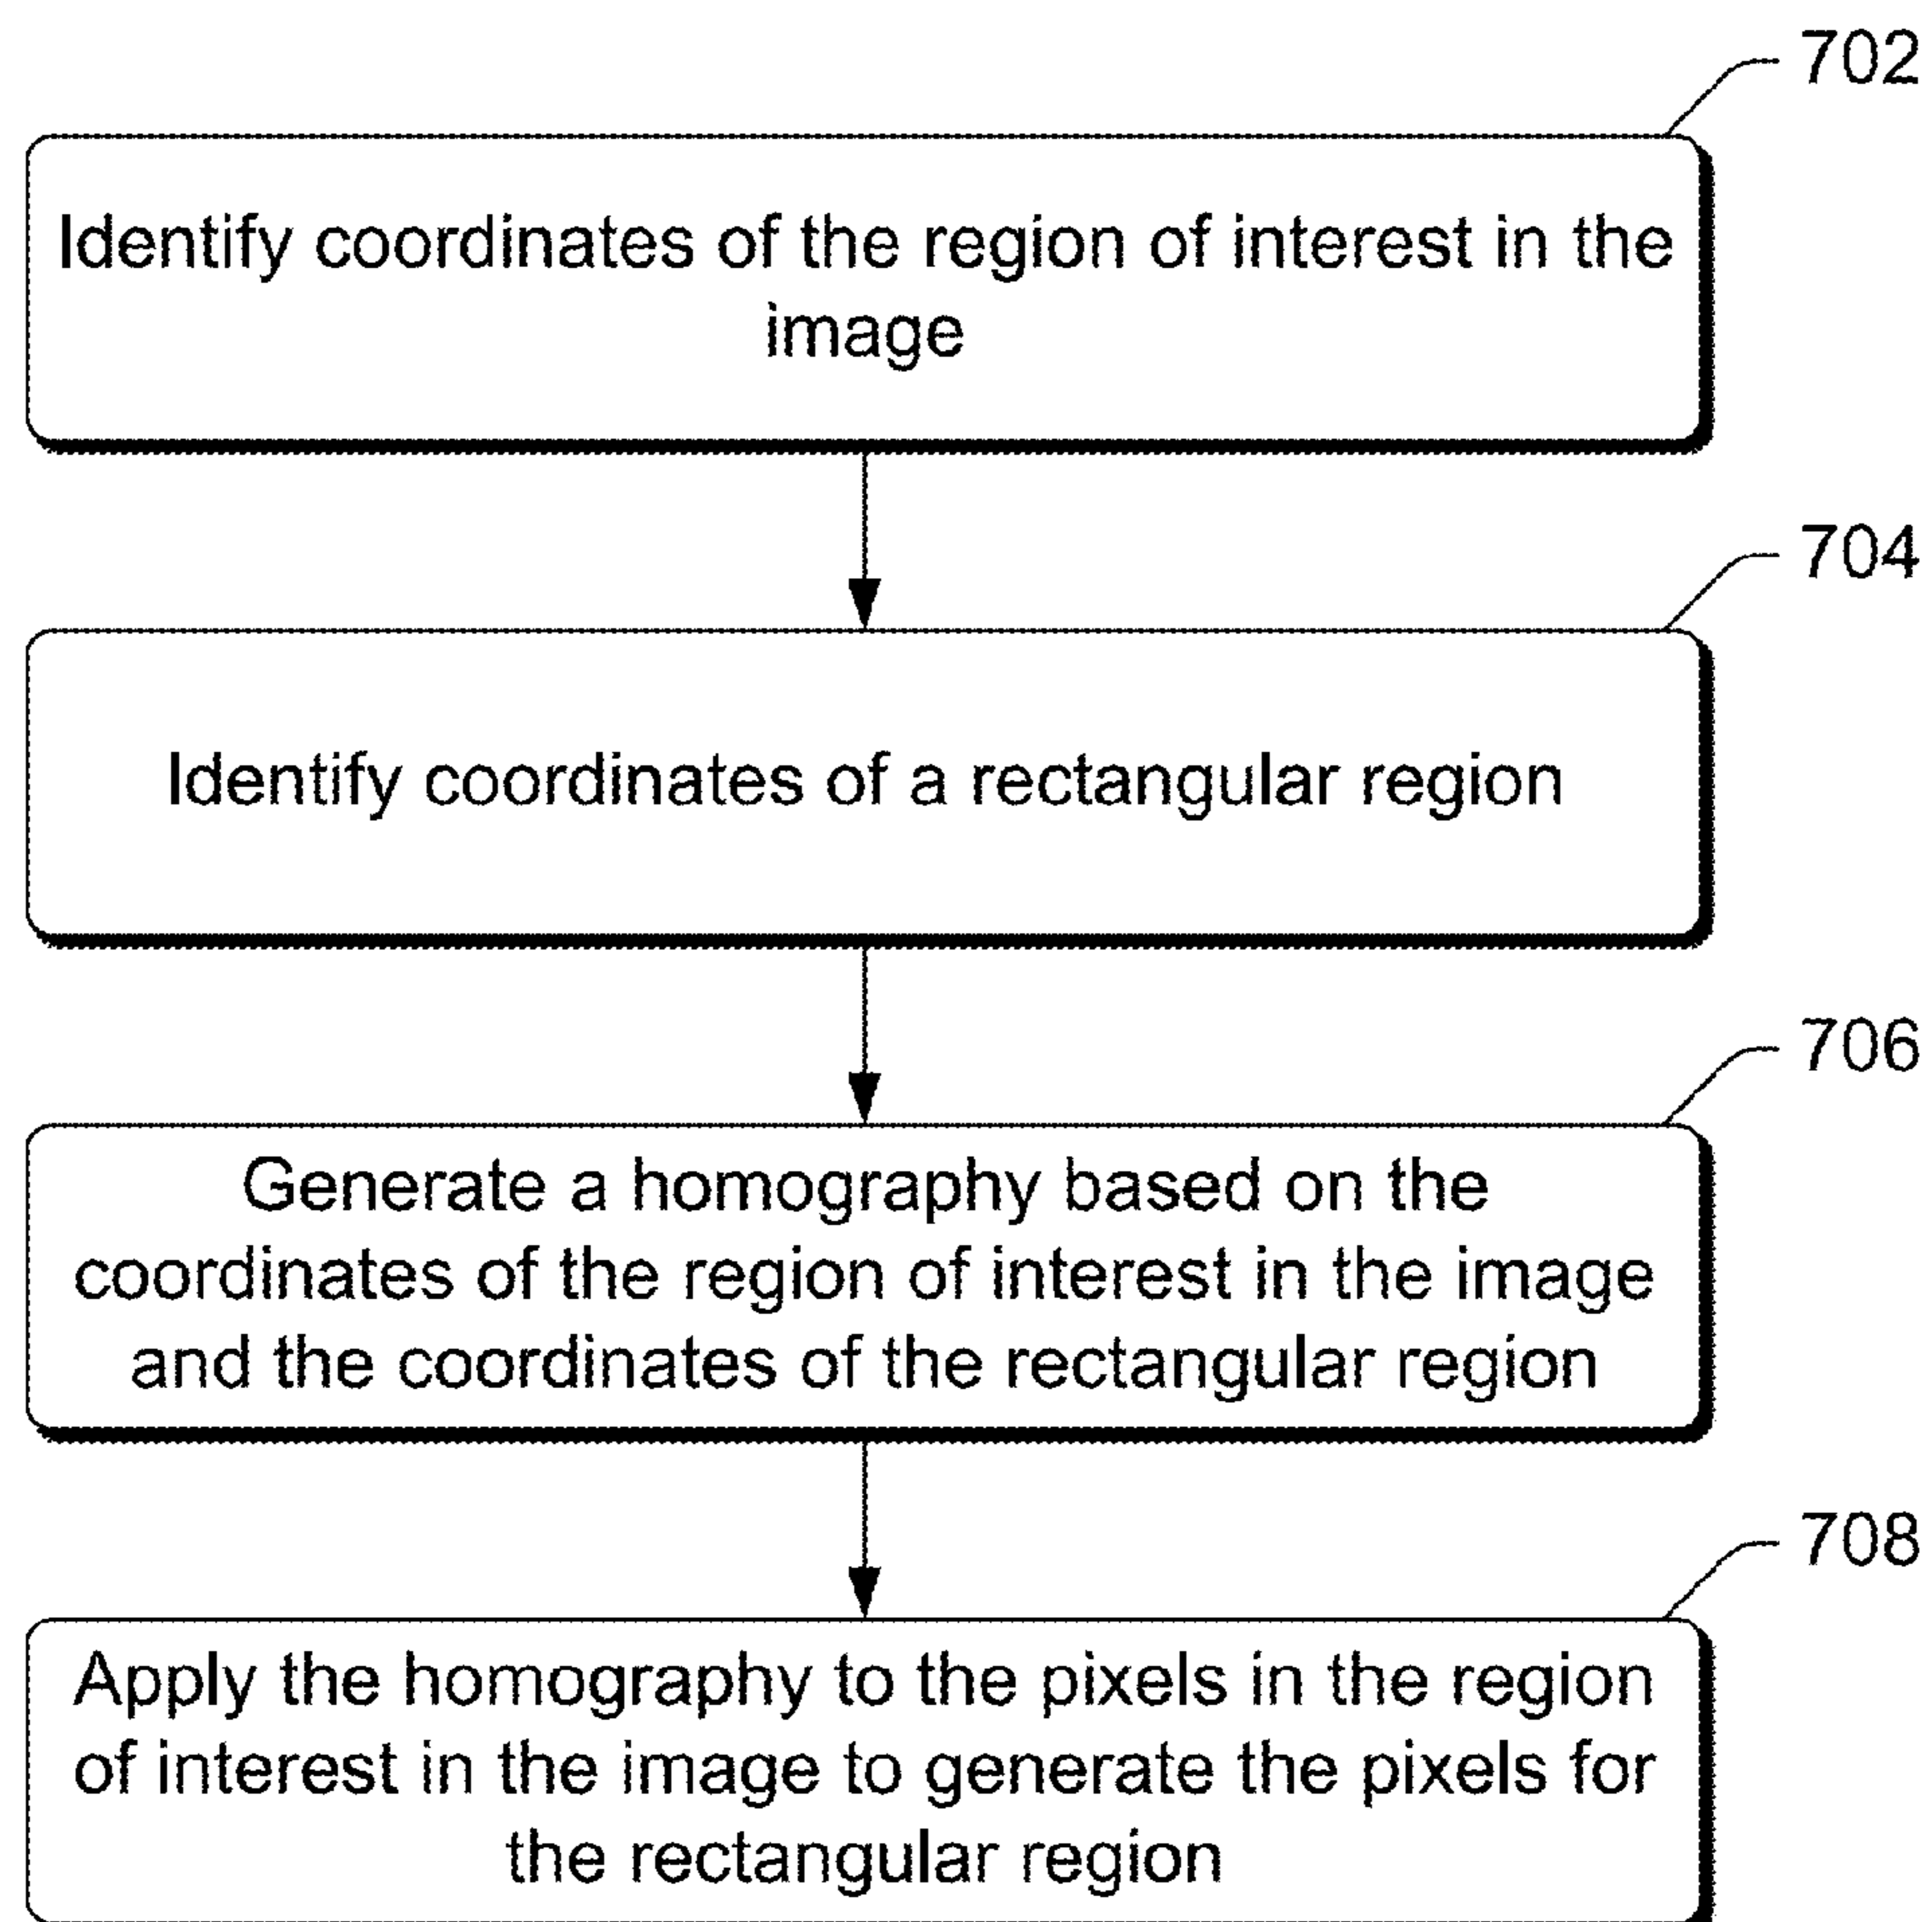 702
Identify coordinates of the region of interest in the
image
704
Identify coordinates of a rectangular region
706
Generate a homography based on the
coordinates of the region of interest in the image
and the coordinates of the rectangular region
708
Apply the homography to the pixels in the region
of interest in the image to generate the pixels for
the rectangular region